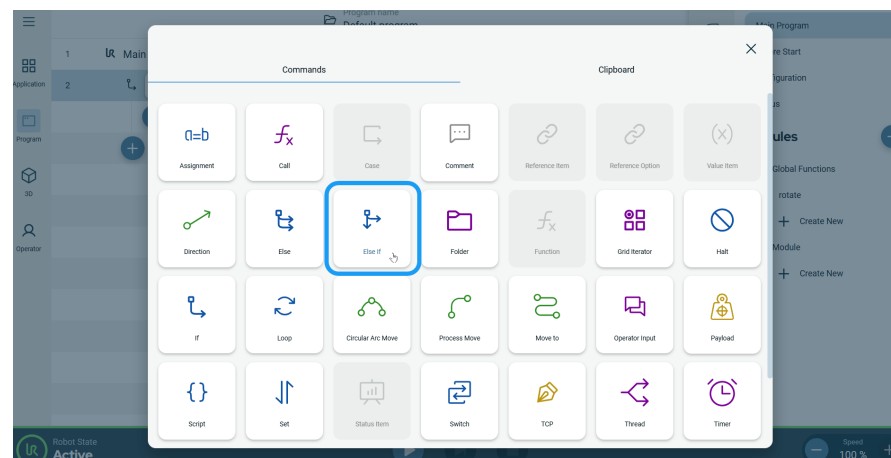 Program name
Default program
Main Program
1
Main
re Start
Commands
Clipboard
Application
2
iguration
us
Program
ules
Assignment
Call
Case
Comment
Reference Item
Reference Option
Value Item
Global Functions
3D
rotate
Create New
Operator
Direction
Else
Else If
Folder
Function
Grid Iterator
Halt
Module
Create New
If
Loop
Circular Arc Move
Process Move
Move to
Operator Input
Payload
Script
Set
Status Item
Switch
TCP
Thread
Timer
Robot State
Active
Speed
100 %